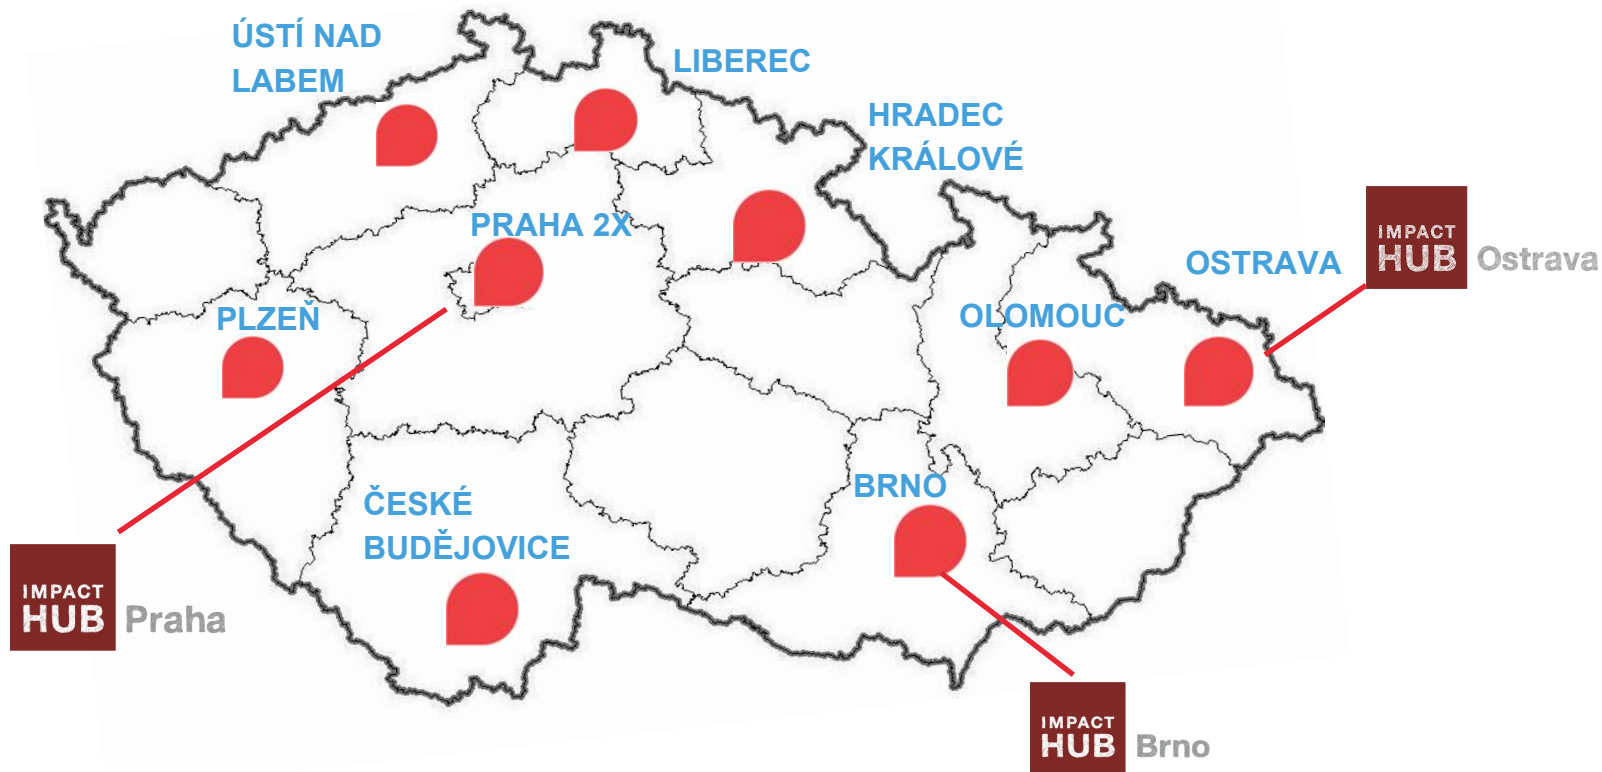 ÚSTÍ NAD
LABEM
LIBEREC
HRADEC
KRÁLOVÉ
PRAHA 2X
OSTRAVA
IMPACT
HUB Ostrava
PLZEŇ
OLOMOUC
BRNO
ČESKÉ
BUDĚJOVICE
IMPACT
HUB Praha
IMPACT
HUB Brno